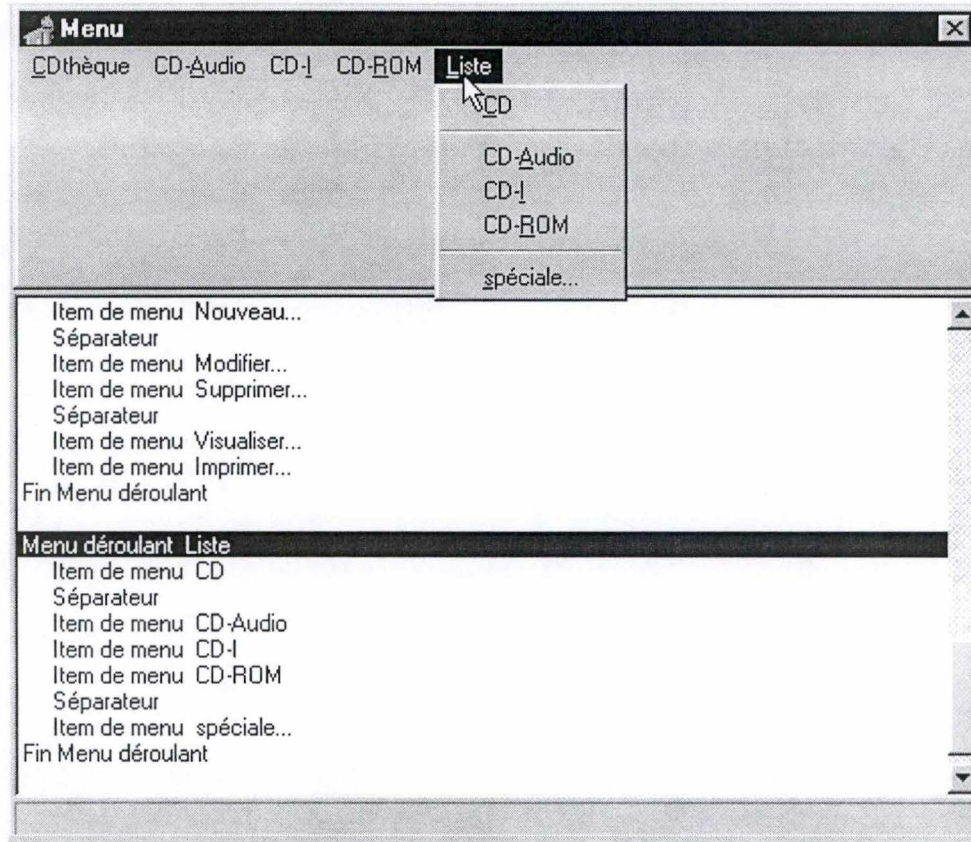 Menu
CDthèque CD-Audio CD-I CD-ROM Liste
CD
CD-Audio
CD-I
CD-ROM
spéciale...
Item de menu Nouveau...
Séparateur
Item de menu Modifier...
Item de menu Supprimer...
Séparateur
Item de menu Visualiser...
Item de menu Imprimer...
Fin Menu déroulant
Menu déroulant Liste
Item de menu CD
Séparateur
Item de menu CD-Audio
Item de menu CD-I
Item de menu CD-ROM
Séparateur
Item de menu spéciale...
Fin Menu déroulant